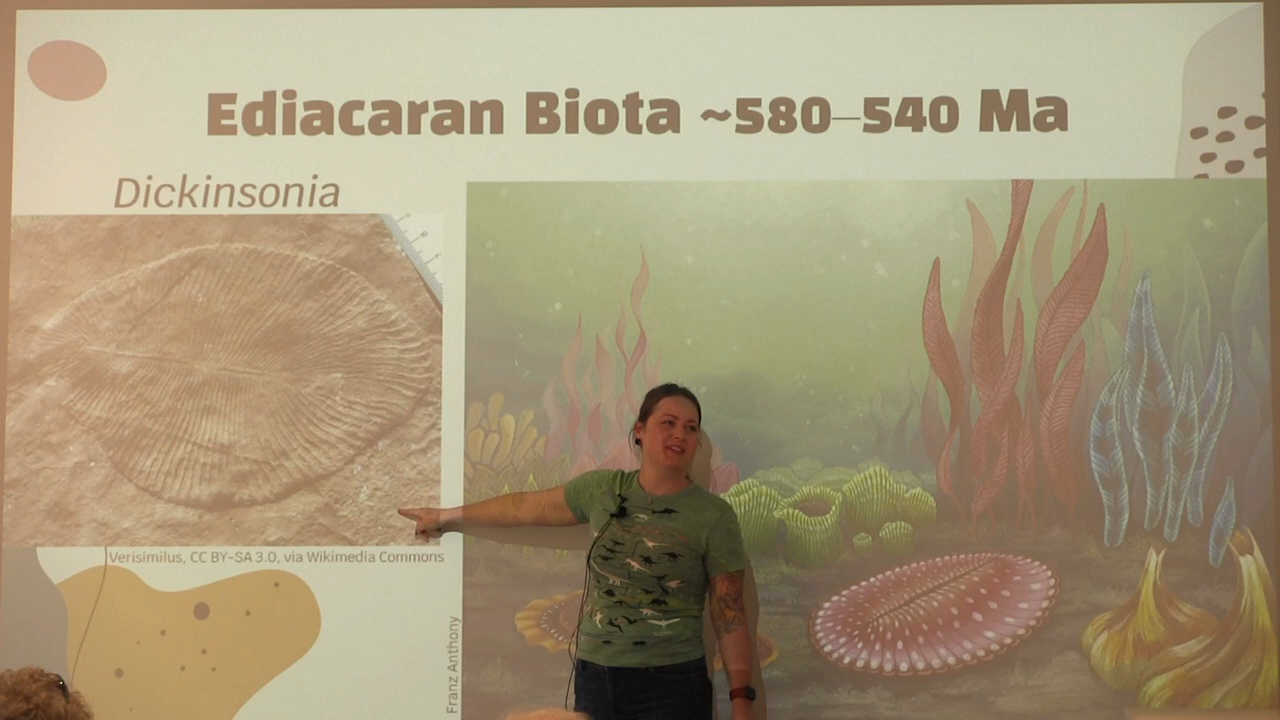 Ediacaran Biota ~580–540 Ma
Dickinsonia
Verisimilus, CC BY-SA 3.0, via Wikimedia Commons
Franz Anthony